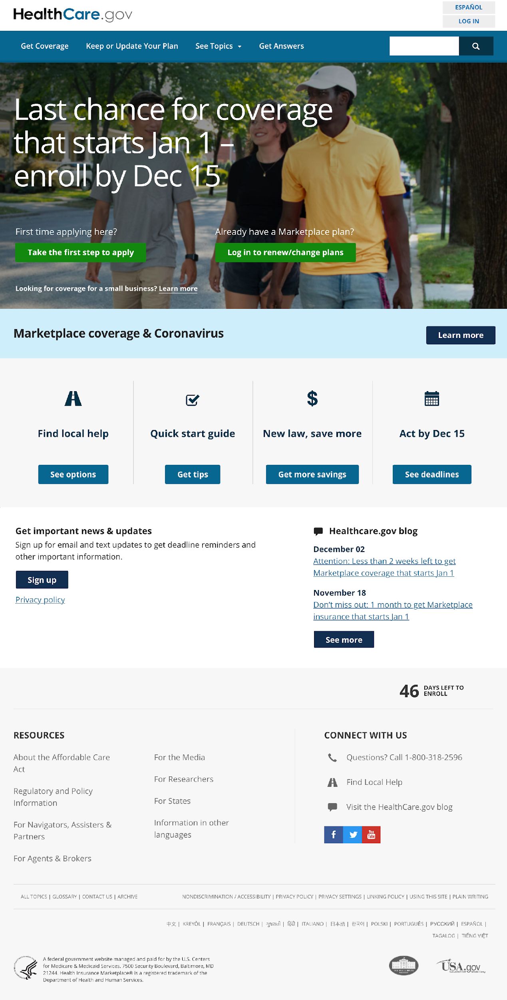 HealthCare.gov
ESPAÑOL
LOG IN
Get Coverage
Keep or Update Your Plan
See Topics
Get Answers
Last chance for coverage
that starts Jan 1 –
enroll by Dec 15
First time applying here?
Take the first step to apply
Already have a Marketplace plan?
Log in to renew/change plans
Looking for coverage for a small business? Learn more
Marketplace coverage & Coronavirus
Learn more
Find local help
See options
Quick start guide
Get tips
New law, save more
Get more savings
Act by Dec 15
See deadlines
Get important news & updates
Sign up for email and text updates to get deadline reminders and
other important information.
Sign up
Privacy policy
Healthcare.gov blog
December 02
Attention: Less than 2 weeks left to get
Marketplace coverage that starts Jan 1
November 18
Don't miss out: 1 month to get Marketplace
insurance that starts Jan 1
See more
46 DAYS LEFT TO
ENROLL
RESOURCES
About the Affordable Care
Act
Regulatory and Policy
Information
For Navigators, Assisters &
Partners
For Agents & Brokers
For the Media
For Researchers
For States
Information in other
languages
CONNECT WITH US
Questions? Call 1-800-318-2596
Find Local Help
Visit the HealthCare.gov blog
f
You
Tube
ALL TOPICS | GLOSSARY | CONTACT US | ARCHIVE
NONDISCRIMINATION / ACCESSIBILITY | PRIVACY POLICY | PRIVACY SETTINGS | LINKING POLICY | USING THIS SITE | PLAIN WRITING
中文 | KREYÒL | FRANÇAIS | DEUTSCH | ગુજરાતી | हिंदी | ITALIANO | 日本語 | 한국어 | POLSKI | PORTUGUÊS | РУССКИЙ | ESPAÑOL |
TAGALOG | TIẾNG VIỆT
A federal government website managed and paid for by the U.S. Centers
for Medicare & Medicaid Services. 7500 Security Boulevard, Baltimore, MD
21244. Health Insurance Marketplace® is a registered trademark of the
Department of Health and Human Services.
THE WHITE HOUSE
WASHINGTON
USA.gov
Government Made Easy